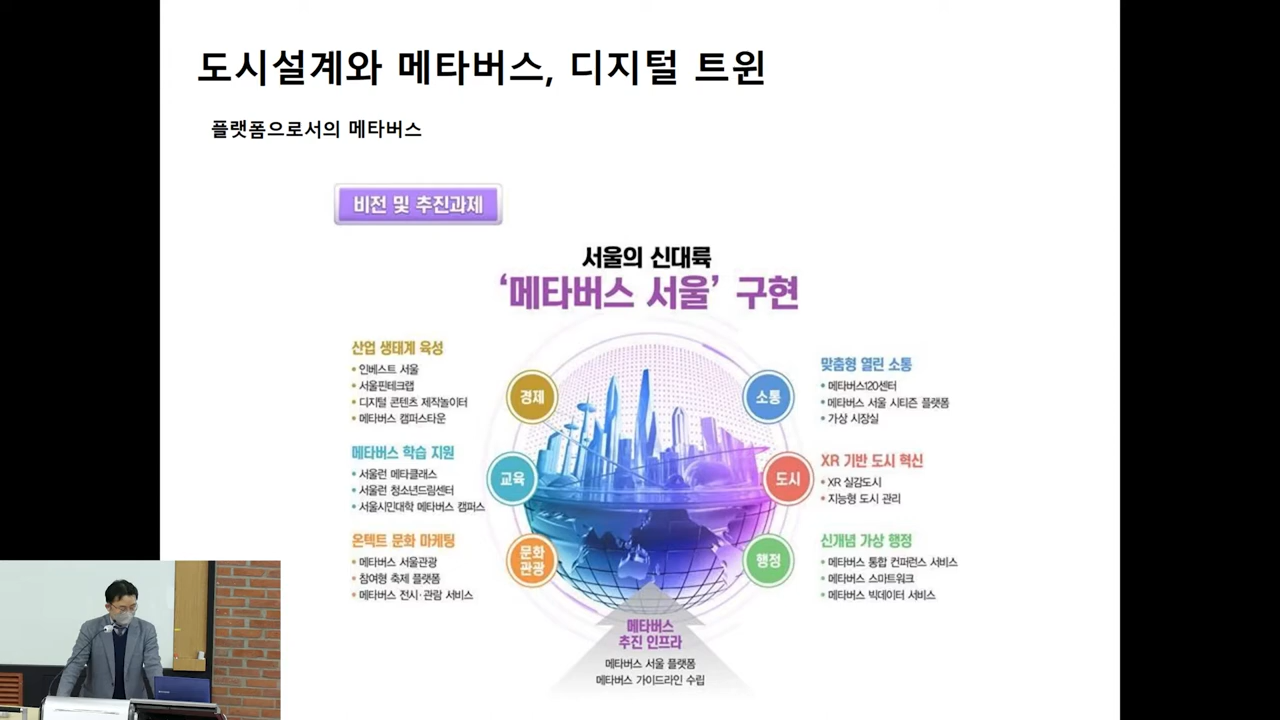 도시설계와 메타버스, 디지털 트윈
플랫폼으로서의 메타버스
비전 및 추진과제
서울의 신대륙
‘메타버스 서울’ 구현
산업 생태계 육성
• 인베스트 서울
• 서울핀테크랩
• 디지털 콘텐츠 제작놀이터
• 메타버스 캠퍼스타운
경제
메타버스 학습 지원
• 서울런 메타클래스
• 서울런 청소년드림센터
• 서울시민대학 메타버스 캠퍼스
교육
온텍트 문화 마케팅
• 메타버스 서울관광
• 참여형 축제 플랫폼
• 메타버스 전시·관람 서비스
문화
관광
소통
맞춤형 열린 소통
• 메타버스120센터
• 메타버스 서울 시티즌 플랫폼
• 가상 시장실
도시
XR 기반 도시 혁신
• XR 실감도시
• 지능형 도시 관리
행정
신개념 가상 행정
• 메타버스 통합 컨퍼런스 서비스
• 메타버스 스마트워크
• 메타버스 빅데이터 서비스
메타버스
추진 인프라
메타버스 서울 플랫폼
메타버스 가이드라인 수립